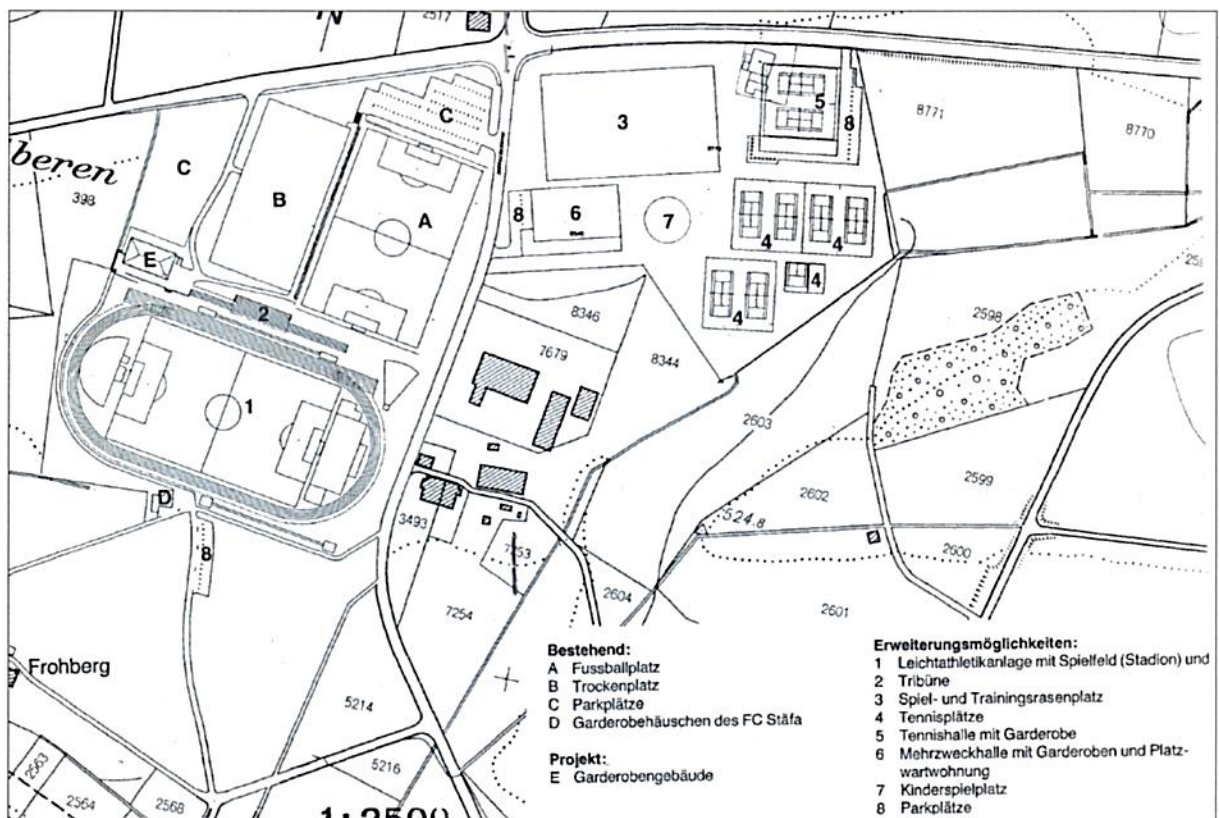 N
2517
beren
398
C
B
A
C
E
2
1
D
8
3
5
8
6
8
7
4
4
4
4
8771
8770
8346
7679
8344
2598
2603
2602
2599
524.8
2600
2601
2604
3493
7253
7254
5214
5216
Frohberg
2563
2564
2568
1:2500
Bestehend:
A Fussballplatz
B Trockenplatz
C Parkplätze
D Garderobehäuschen des FC Stäfa
Projekt:
E Garderobengebäude
Erweiterungsmöglichkeiten:
1 Leichtathletikanlage mit Spielfeld (Stadion) und
2 Tribüne
3 Spiel- und Trainingsrasenplatz
4 Tennisplätze
5 Tennishalle mit Garderobe
6 Mehrzweckhalle mit Garderoben und Platz-
wartwohnung
7 Kinderspielplatz
8 Parkplätze